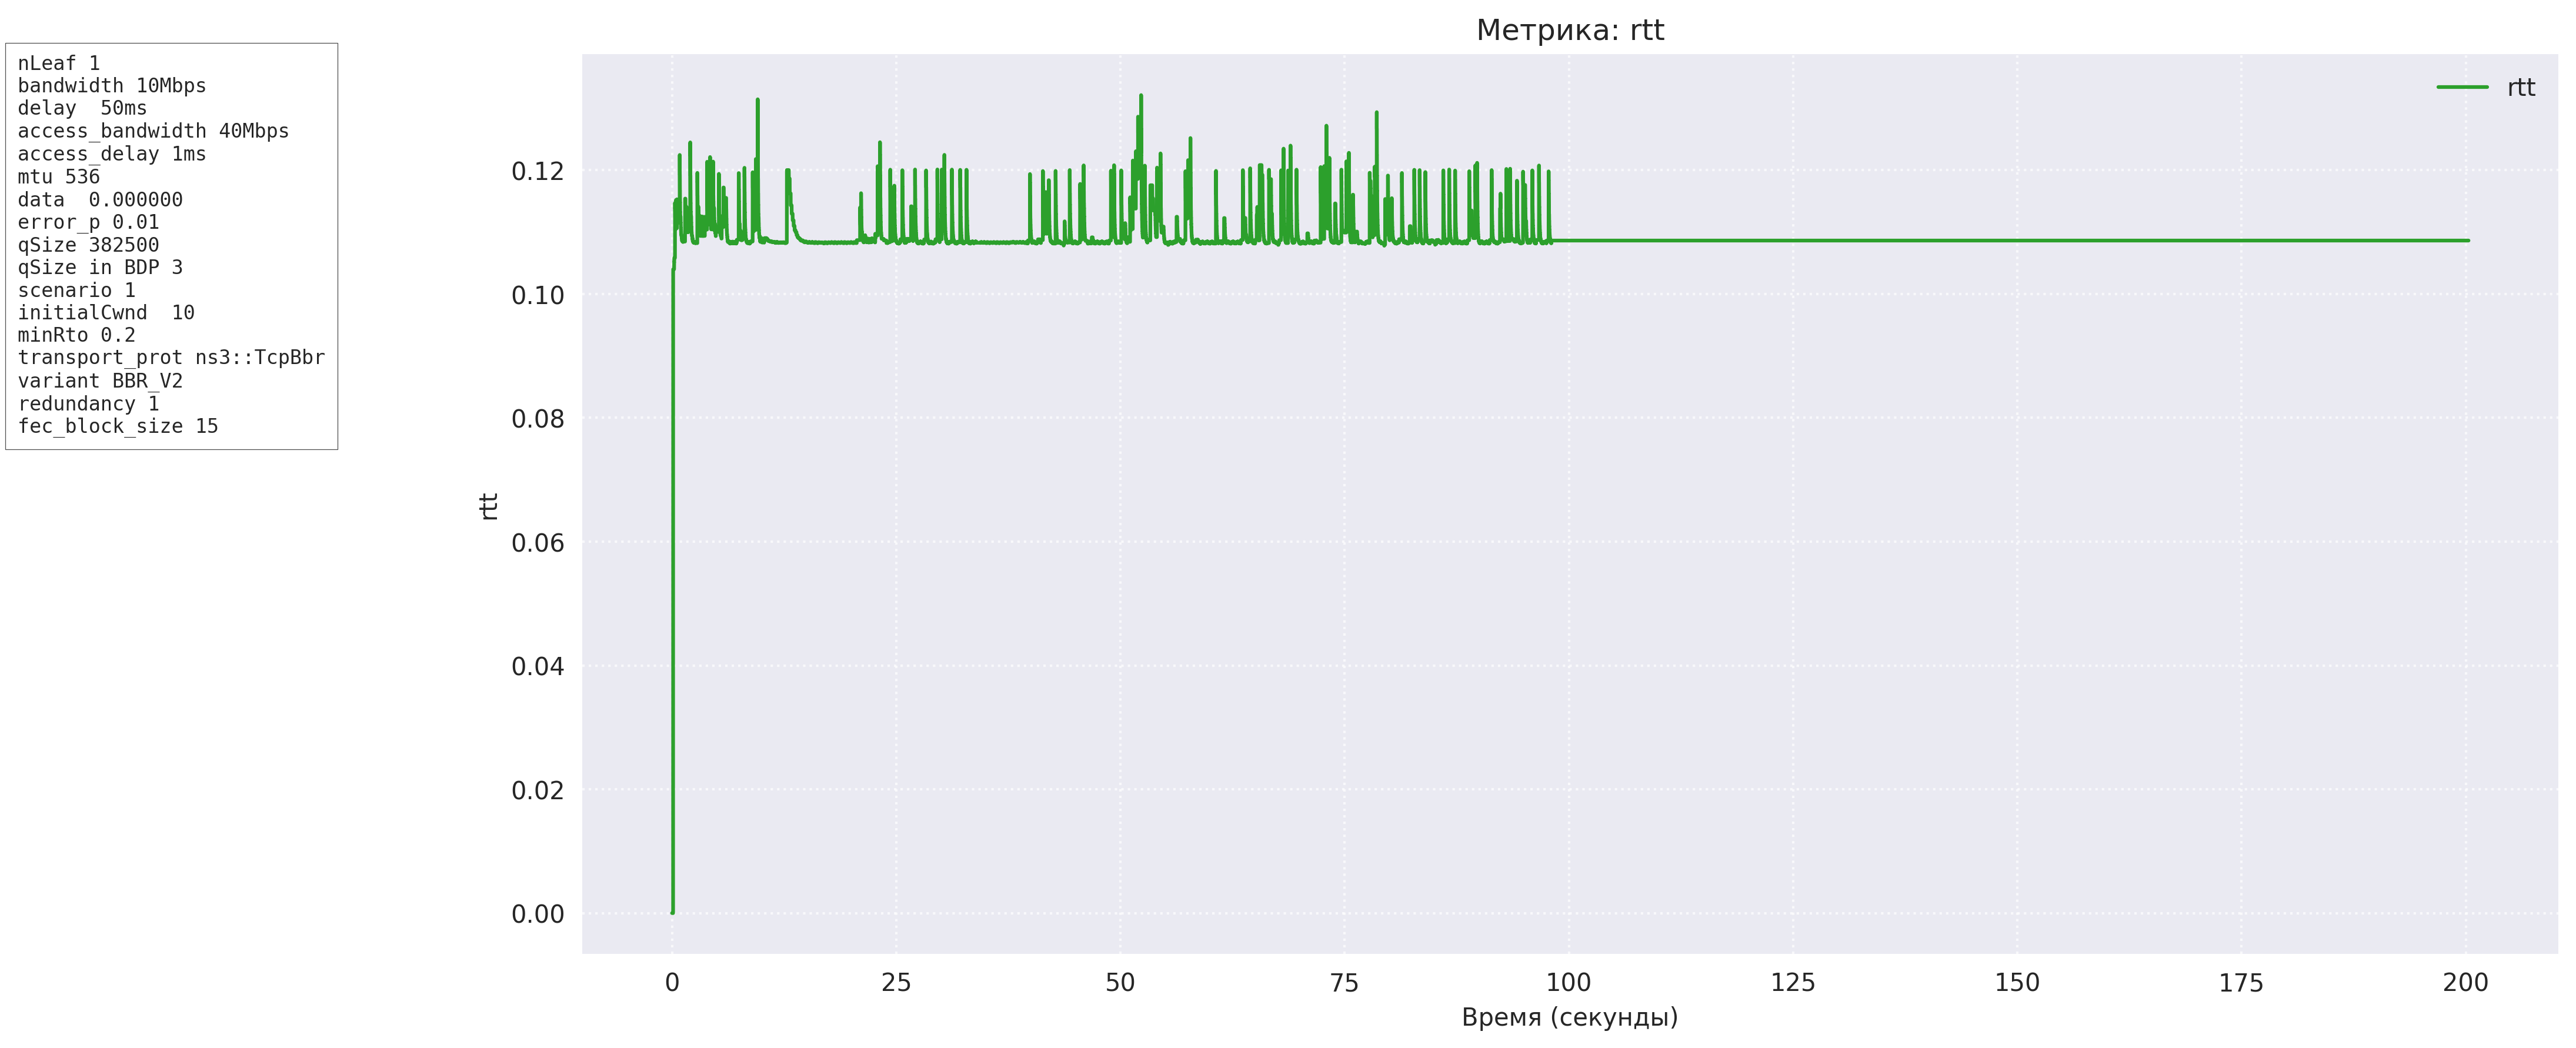 Метрика: rtt
nLeaf 1
bandwidth 10Mbps
delay  50ms
access_bandwidth 40Mbps
access_delay 1ms
mtu 536
data  0.000000
error_p 0.01
qSize 382500
qSize in BDP 3
scenario 1
initialCwnd  10
minRto 0.2
transport_prot ns3::TcpBbr
variant BBR_V2
redundancy 1
fec_block_size 15
rtt
0.12
0.10
0.08
0.06
0.04
0.02
0.00
rtt
0 25 50 75 100 125 150 175 200
Время (секунды)